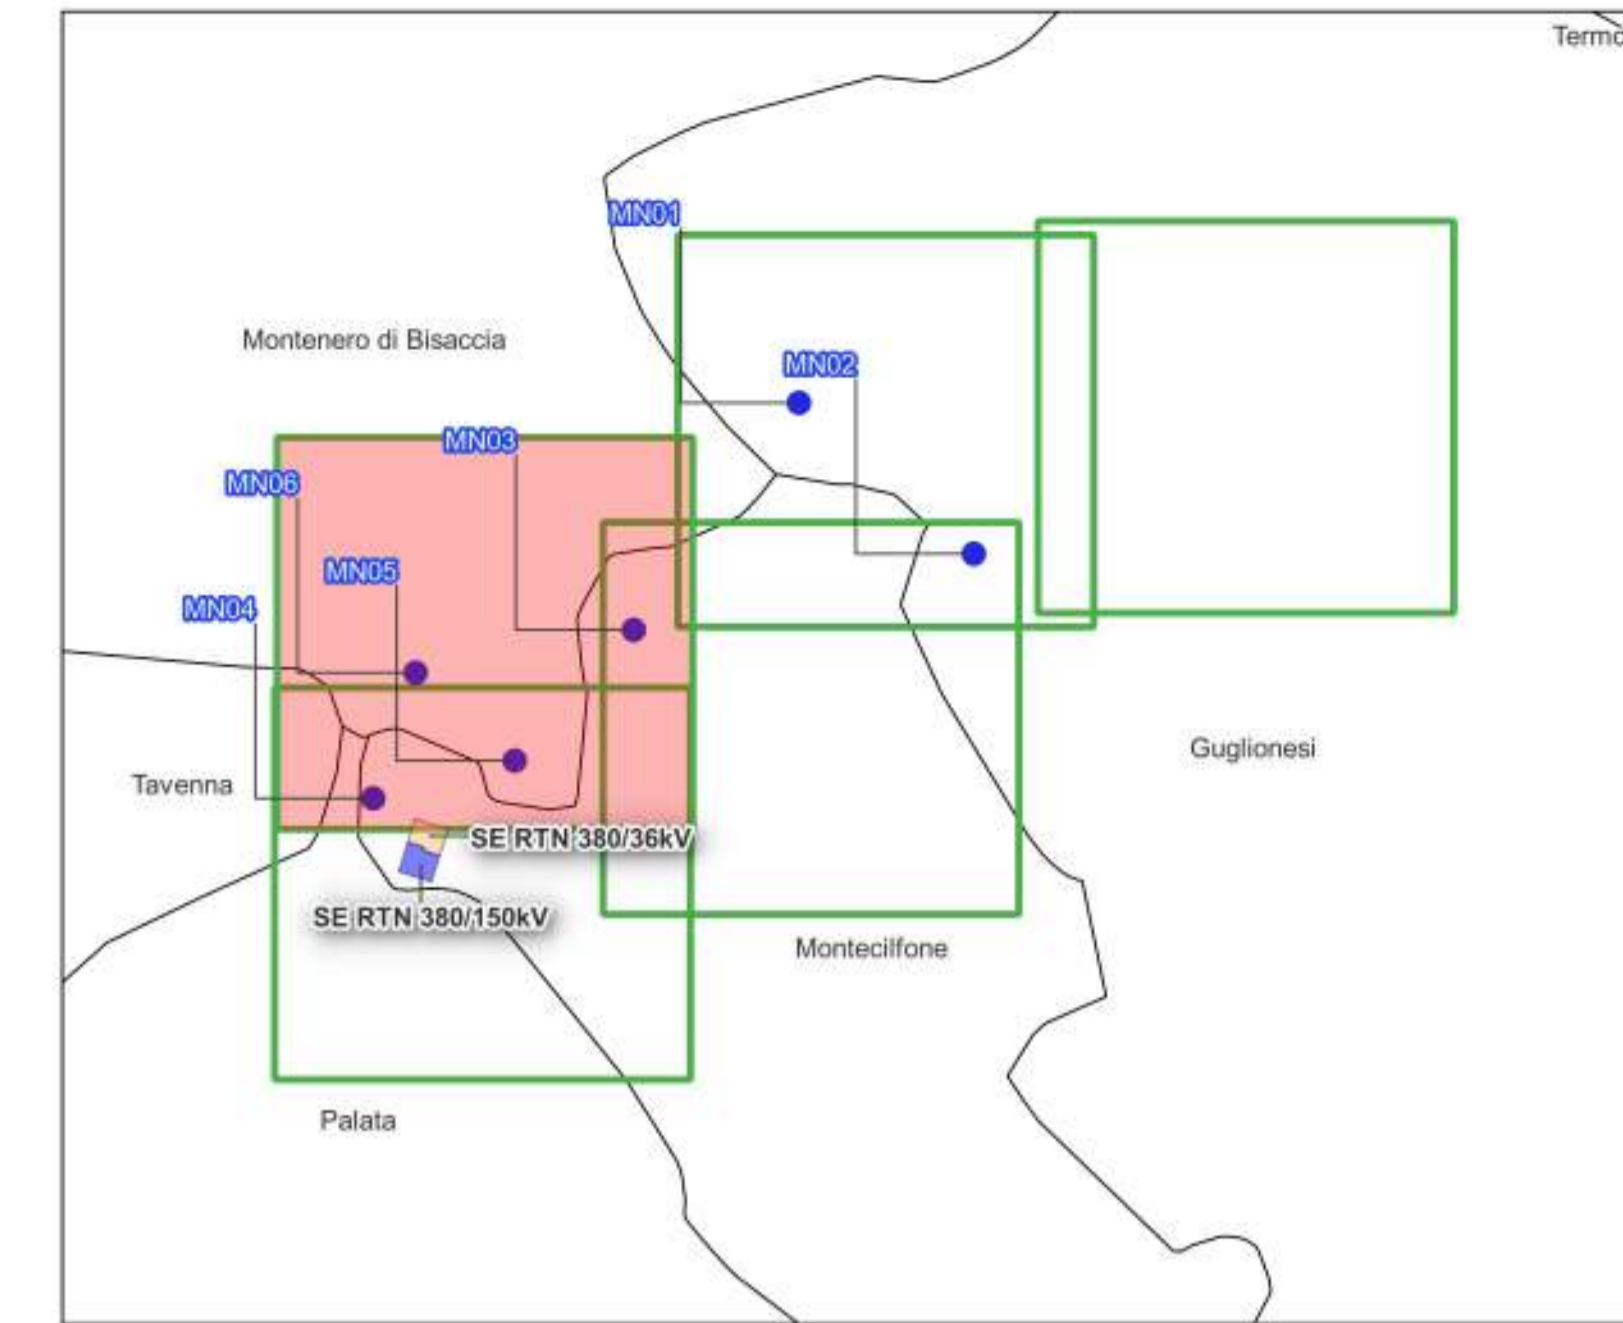 Termo
MN01
Montenero di Bisaccia
MN02
MN03
MN06
MN05
MN04
Guglionesi
Tavenna
SE RTN 380/36kV
SE RTN 380/150kV
Montecilfone
Palata